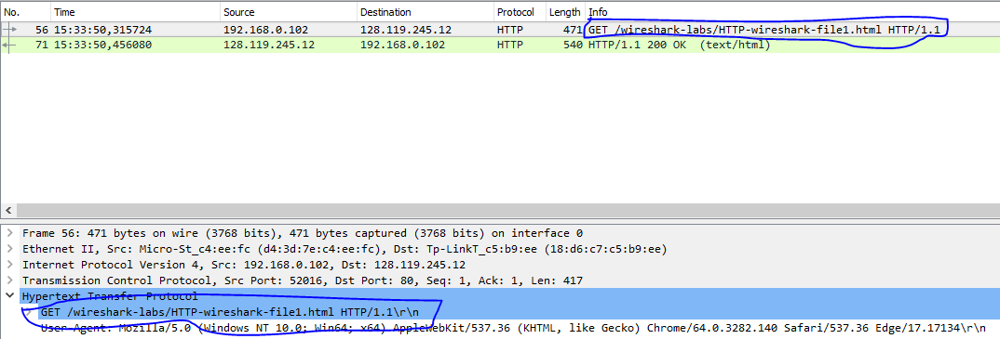 No. Time Source Destination Protocol Length Info
56 15:33:50,315724 192.168.0.102 128.119.245.12 HTTP 471 GET /wireshark-labs/HTTP-wireshark-file1.html HTTP/1.1
71 15:33:50,456080 128.119.245.12 192.168.0.102 HTTP 540 HTTP/1.1 200 OK (text/html)
Frame 56: 471 bytes on wire (3768 bits), 471 bytes captured (3768 bits) on interface 0
Ethernet II, Src: Micro-St_c4:ee:fc (d4:3d:7e:c4:ee:fc), Dst: Tp-LinkT_c5:b9:ee (18:d6:c7:c5:b9:ee)
Internet Protocol Version 4, Src: 192.168.0.102, Dst: 128.119.245.12
Transmission Control Protocol, Src Port: 52016, Dst Port: 80, Seq: 1, Ack: 1, Len: 417
Hypertext Transfer Protocol
GET /wireshark-labs/HTTP-wireshark-file1.html HTTP/1.1\r\n
User-Agent: Mozilla/5.0 (Windows NT 10.0; Win64; x64) AppleWebKit/537.36 (KHTML, like Gecko) Chrome/64.0.3282.140 Safari/537.36 Edge/17.17134\r\n